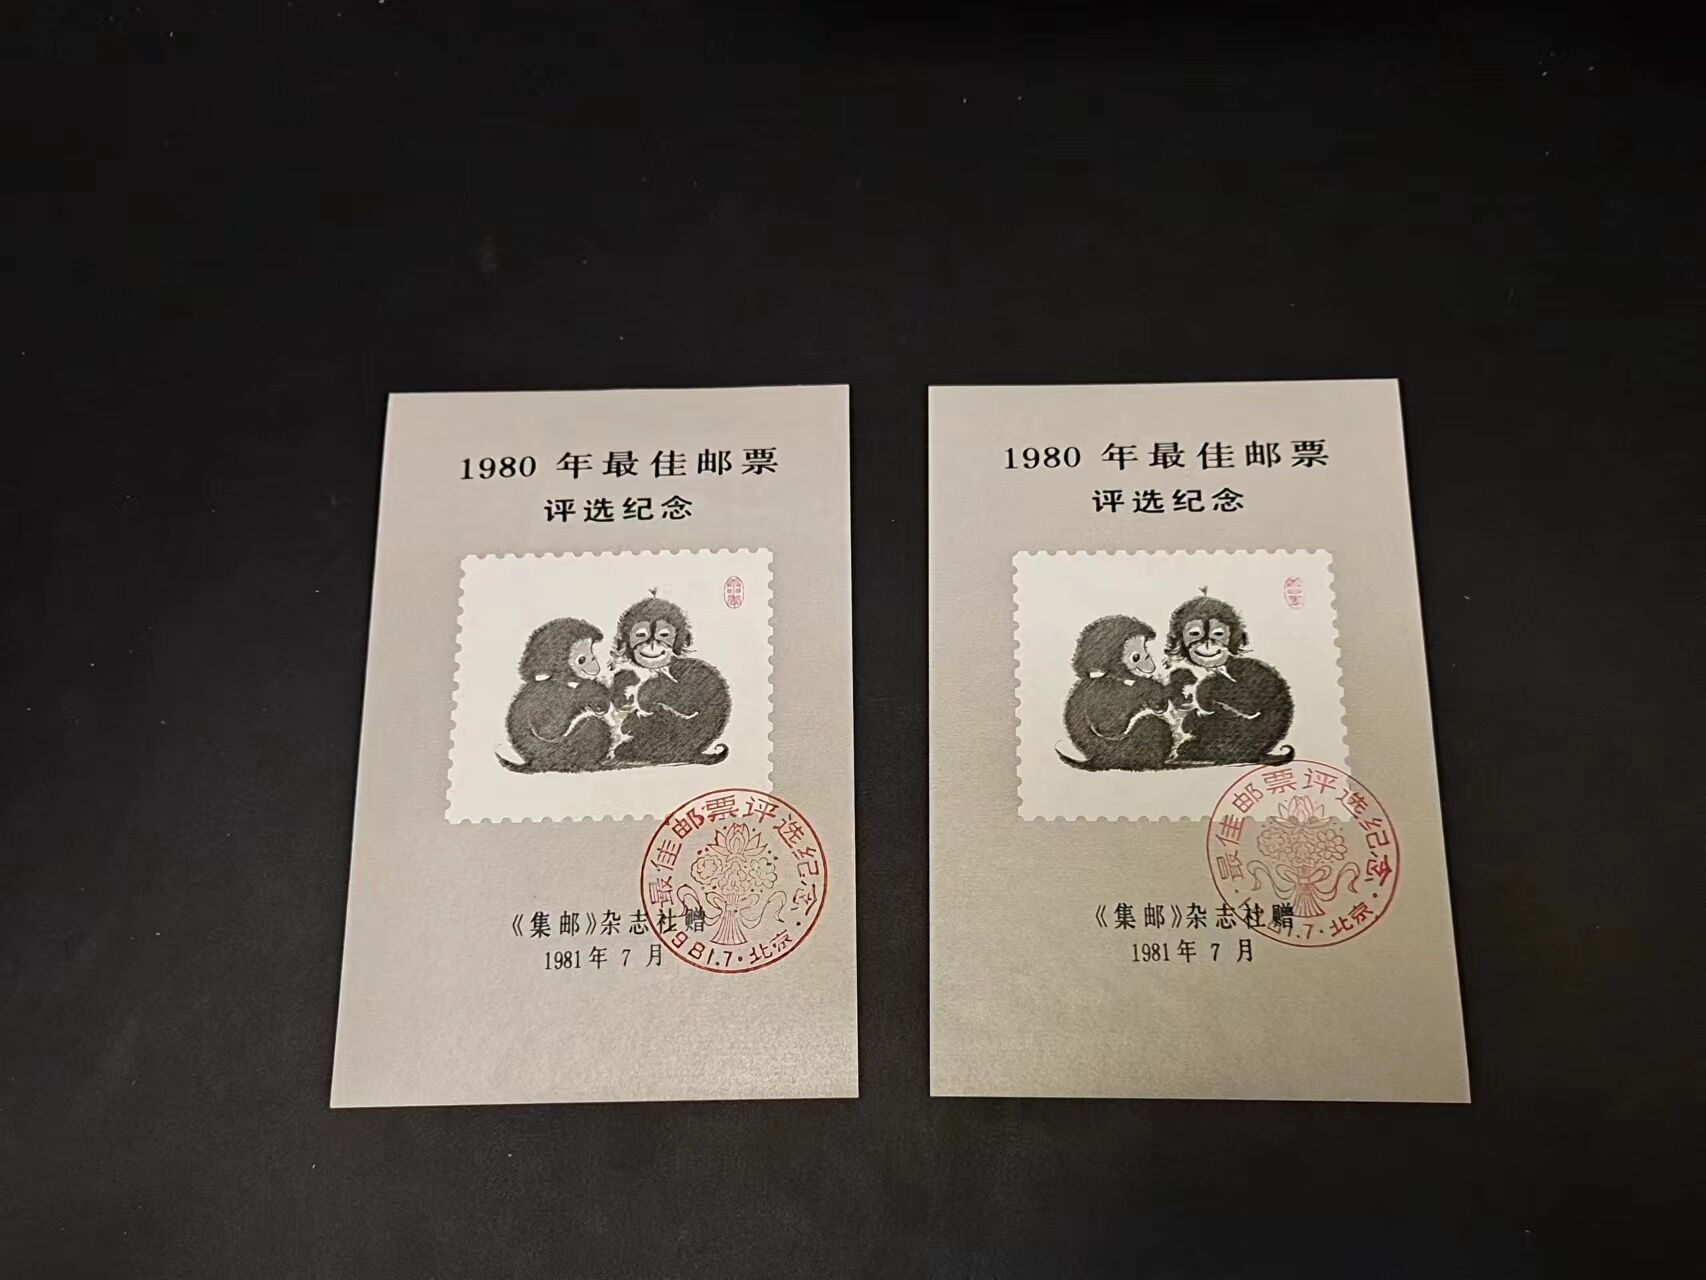 1980 年最佳邮票
评选纪念
最佳邮票评选纪念
《集邮》杂志社赠
1981年 7 月
1981.7·北京·
1980 年最佳邮票
评选纪念
·最佳邮票评选纪念·
《集邮》杂志社赠
1981年 7 月
1.7·北京